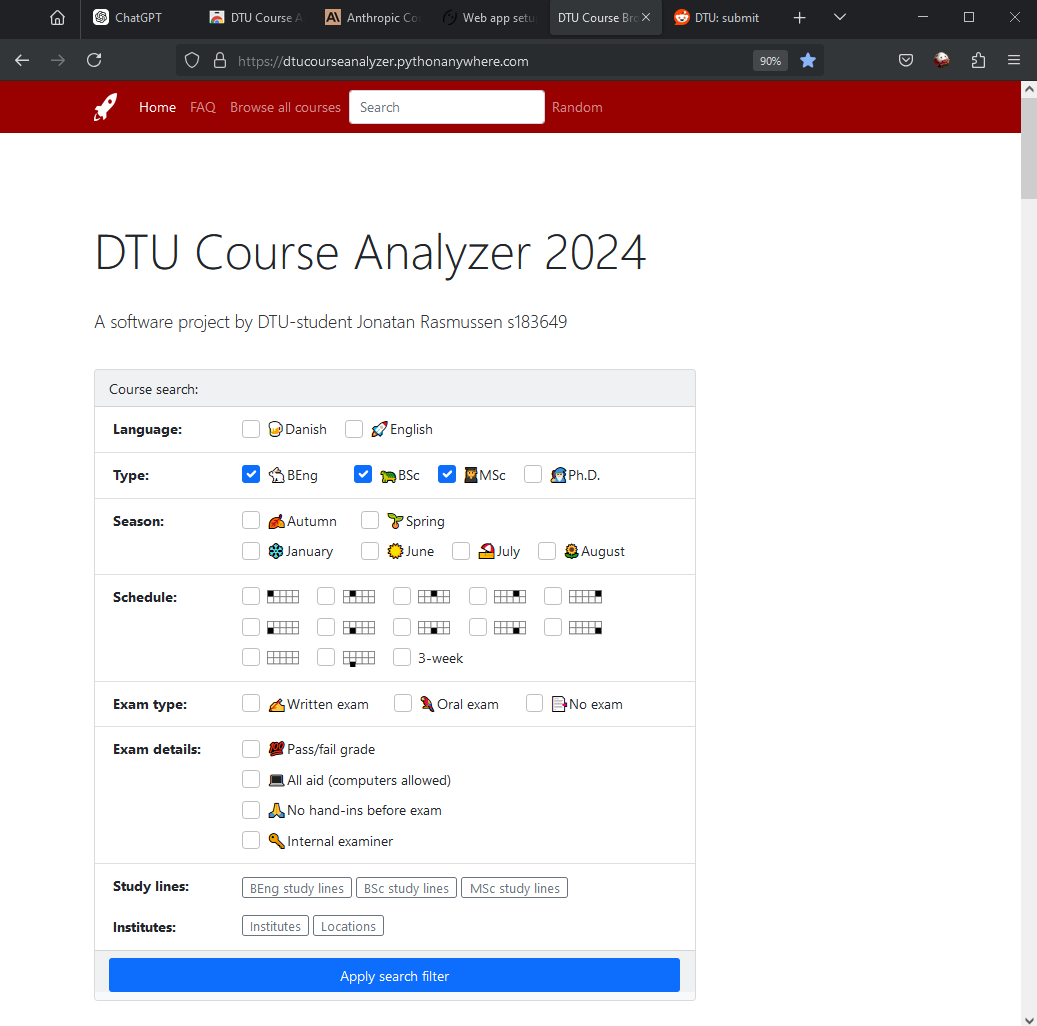 ChatGPT DTU Course A Anthropic Co Web app setu DTU Course Bro DTU: submit
https://dtucourseanalyzer.pythonanywhere.com 90%
Home FAQ Browse all courses Search Random
DTU Course Analyzer 2024
A software project by DTU-student Jonatan Rasmussen s183649
Course search:
Language: Danish English
Type: BEng BSc MSc Ph.D.
Season: Autumn Spring
January June July August
Schedule:
3-week
Exam type: Written exam Oral exam No exam
Exam details: Pass/fail grade
All aid (computers allowed)
No hand-ins before exam
Internal examiner
Study lines: BEng study lines BSc study lines MSc study lines
Institutes: Institutes Locations
Apply search filter